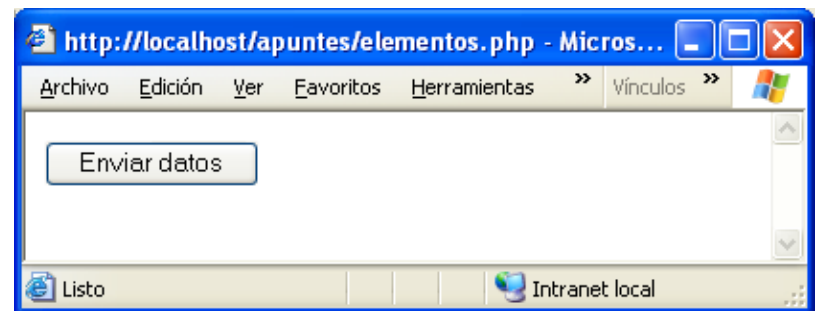 http://localhost/apuntes/elementos.php - Micros...
Archivo Edición Ver Favoritos Herramientas » Vínculos »
Enviar datos
Listo Intranet local